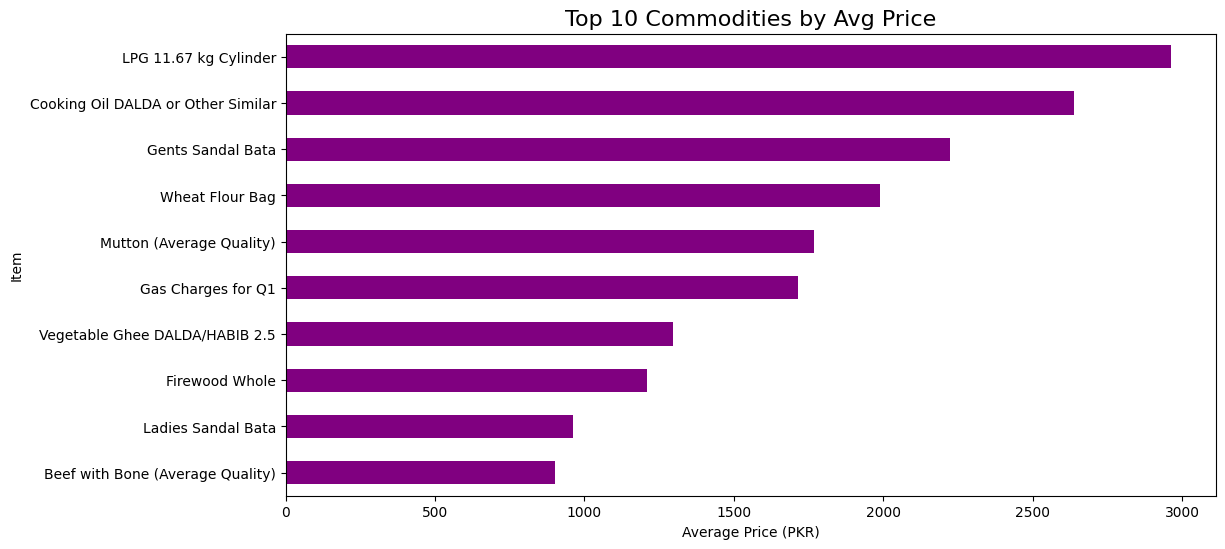 Top 10 Commodities by Avg Price
LPG 11.67 kg Cylinder
Cooking Oil DALDA or Other Similar
Gents Sandal Bata
Wheat Flour Bag
Mutton (Average Quality)
Gas Charges for Q1
Vegetable Ghee DALDA/HABIB 2.5
Firewood Whole
Ladies Sandal Bata
Beef with Bone (Average Quality)
Item
0 500 1000 1500 2000 2500 3000
Average Price (PKR)